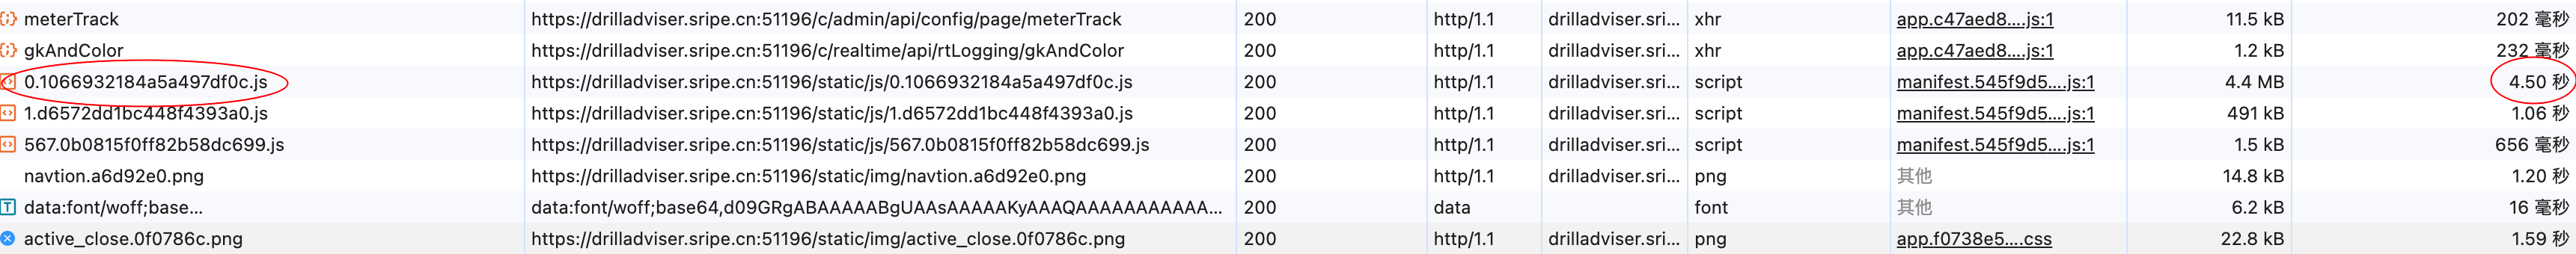 meterTrack https://drilladviser.sripe.cn:51196/c/admin/api/config/page/meterTrack 200 http/1.1 drilladviser.sri... xhr app.c47aed8....js:1 11.5 kB 202 毫秒
gkAndColor https://drilladviser.sripe.cn:51196/c/realtime/api/rtLogging/gkAndColor 200 http/1.1 drilladviser.sri... xhr app.c47aed8....js:1 1.2 kB 232 毫秒
0.1066932184a5a497df0c.js https://drilladviser.sripe.cn:51196/static/js/0.1066932184a5a497df0c.js 200 http/1.1 drilladviser.sri... script manifest.545f9d5....js:1 4.4 MB 4.50 秒
1.d6572dd1bc448f4393a0.js https://drilladviser.sripe.cn:51196/static/js/1.d6572dd1bc448f4393a0.js 200 http/1.1 drilladviser.sri... script manifest.545f9d5....js:1 491 kB 1.06 秒
567.0b0815f0ff82b58dc699.js https://drilladviser.sripe.cn:51196/static/js/567.0b0815f0ff82b58dc699.js 200 http/1.1 drilladviser.sri... script manifest.545f9d5....js:1 1.5 kB 656 毫秒
navtion.a6d92e0.png https://drilladviser.sripe.cn:51196/static/img/navtion.a6d92e0.png 200 http/1.1 drilladviser.sri... png 其他 14.8 kB 1.20 秒
T data:font/woff;base... data:font/woff;base64,d09GRgABAAAAABgUAAsAAAAAKyAAAQAAAAAAAAAAAA... 200 data font 其他 6.2 kB 16 毫秒
active_close.0f0786c.png https://drilladviser.sripe.cn:51196/static/img/active_close.0f0786c.png 200 http/1.1 drilladviser.sri... png app.f0738e5....css 22.8 kB 1.59 秒